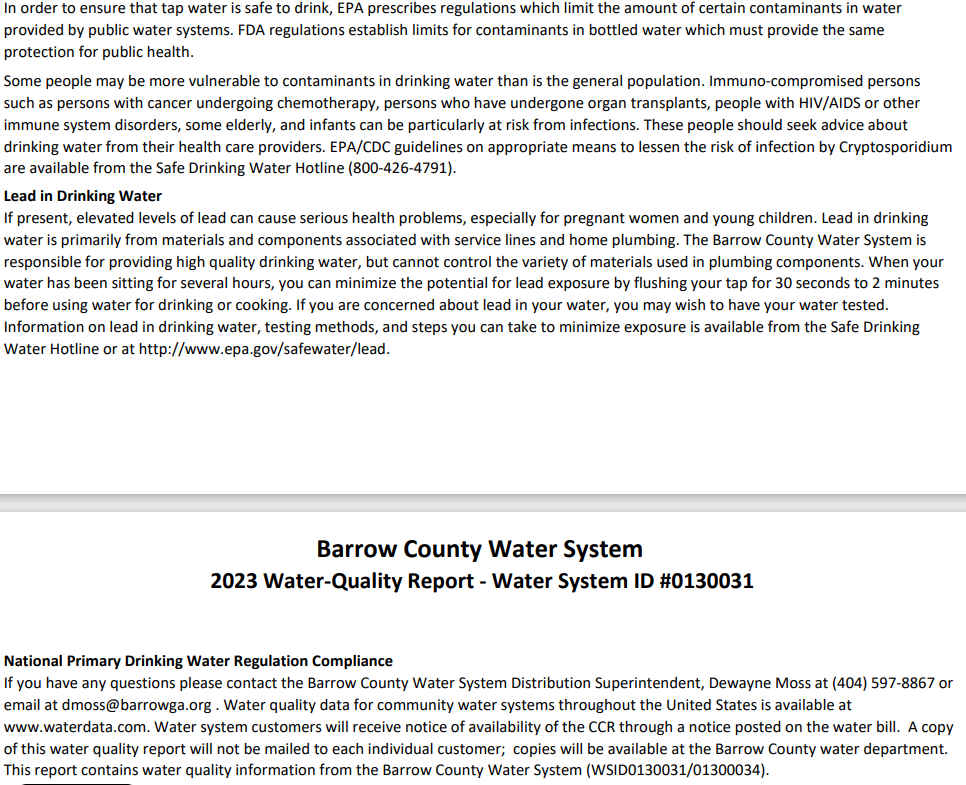 In order to ensure that tap water is safe to drink, EPA prescribes regulations which limit the amount of certain contaminants in water
provided by public water systems. FDA regulations establish limits for contaminants in bottled water which must provide the same
protection for public health.
Some people may be more vulnerable to contaminants in drinking water than is the general population. Immuno-compromised persons
such as persons with cancer undergoing chemotherapy, persons who have undergone organ transplants, people with HIV/AIDS or other
immune system disorders, some elderly, and infants can be particularly at risk from infections. These people should seek advice about
drinking water from their health care providers. EPA/CDC guidelines on appropriate means to lessen the risk of infection by Cryptosporidium
are available from the Safe Drinking Water Hotline (800-426-4791).
Lead in Drinking Water
If present, elevated levels of lead can cause serious health problems, especially for pregnant women and young children. Lead in drinking
water is primarily from materials and components associated with service lines and home plumbing. The Barrow County Water System is
responsible for providing high quality drinking water, but cannot control the variety of materials used in plumbing components. When your
water has been sitting for several hours, you can minimize the potential for lead exposure by flushing your tap for 30 seconds to 2 minutes
before using water for drinking or cooking. If you are concerned about lead in your water, you may wish to have your water tested.
Information on lead in drinking water, testing methods, and steps you can take to minimize exposure is available from the Safe Drinking
Water Hotline or at http://www.epa.gov/safewater/lead.
Barrow County Water System
2023 Water-Quality Report - Water System ID #0130031
National Primary Drinking Water Regulation Compliance
If you have any questions please contact the Barrow County Water System Distribution Superintendent, Dewayne Moss at (404) 597-8867 or
email at dmoss@barrowga.org . Water quality data for community water systems throughout the United States is available at
www.waterdata.com. Water system customers will receive notice of availability of the CCR through a notice posted on the water bill.  A copy
of this water quality report will not be mailed to each individual customer;  copies will be available at the Barrow County water department.
This report contains water quality information from the Barrow County Water System (WSID0130031/01300034).